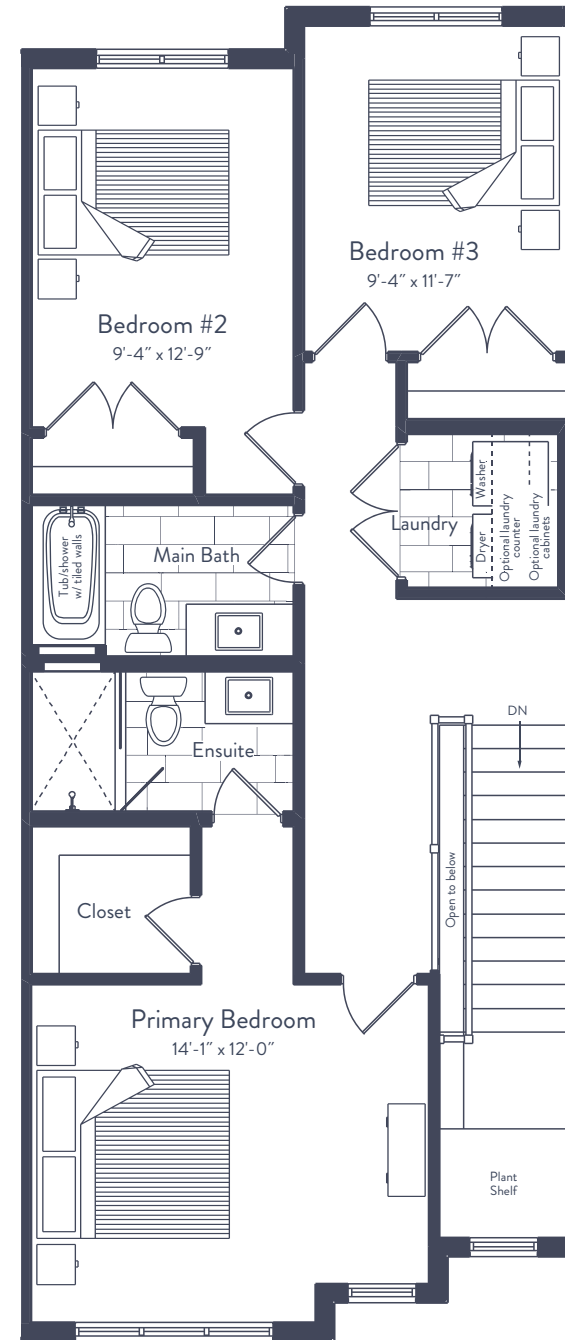 Bedroom #3
9'-4″ x 11'-7″
Bedroom #2
9'-4″ x 12'-9″
Laundry
Washer
Dryer
Optional laundry
counter
Optional laundry
cabinets
Main Bath
Tub/shower
w/ tiled walls
Ensuite
DN
Open to below
Closet
Primary Bedroom
14'-1″ x 12'-0″
Plant
Shelf